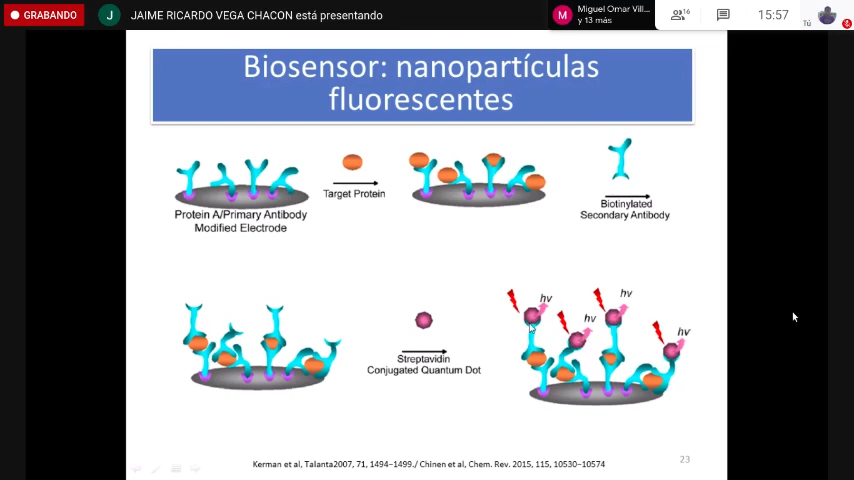 GRABANDO
J
JAIME RICARDO VEGA CHACON está presentando
M
Miguel Omar Vill...
y 13 más
16
15:57
Tú
Biosensor: nanopartículas
fluorescentes
Target Protein
Protein A/Primary Antibody
Modified Electrode
Biotinylated
Secondary Antibody
hv
hv
hv
hv
Streptavidin
Conjugated Quantum Dot
Kerman et al, Talanta2007, 71, 1494–1499./ Chinen et al, Chem. Rev. 2015, 115, 10530–10574
23